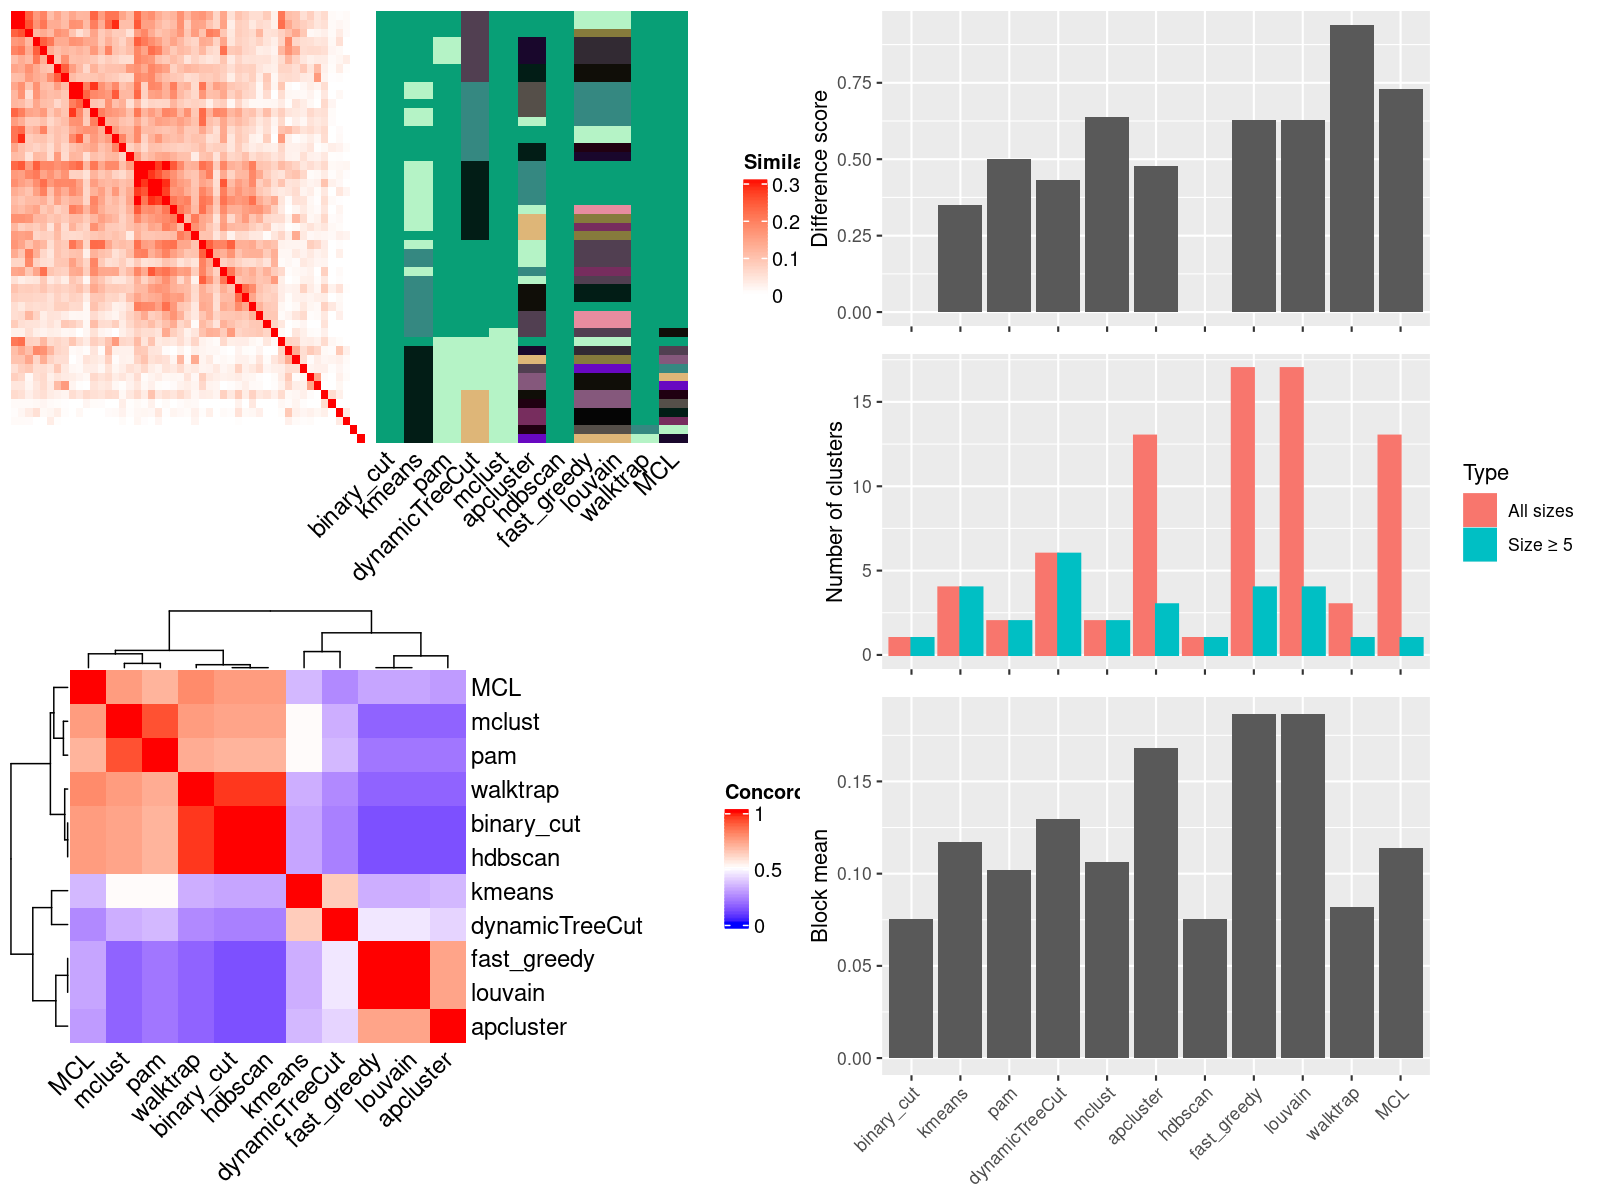 Simila
0.3
0.2
0.1
0
binary_cut
kmeans
pam
dynamicTreeCut
mclust
apcluster
hdbscan
fast_greedy
louvain
walktrap
MCL
Difference score
0.75
0.50
0.25
0.00
Number of clusters
15
10
5
0
Type
All sizes
Size ≥ 5
Block mean
0.15
0.10
0.05
0.00
binary_cut
kmeans
pam
dynamicTreeCut
mclust
apcluster
hdbscan
fast_greedy
louvain
walktrap
MCL
MCL
mclust
pam
walktrap
binary_cut
hdbscan
kmeans
dynamicTreeCut
fast_greedy
louvain
apcluster
MCL
mclust
pam
walktrap
binary_cut
hdbscan
kmeans
dynamicTreeCut
fast_greedy
louvain
apcluster
Concord
1
0.5
0